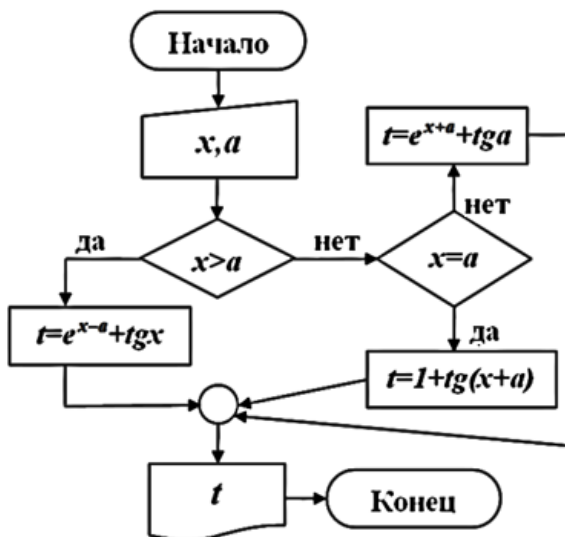 Начало
x,a
x>a
да
нет
t=e^{x−a}+tgx
x=a
нет
t=e^{x+a}+tga
да
t=1+tg(x+a)
t
Конец